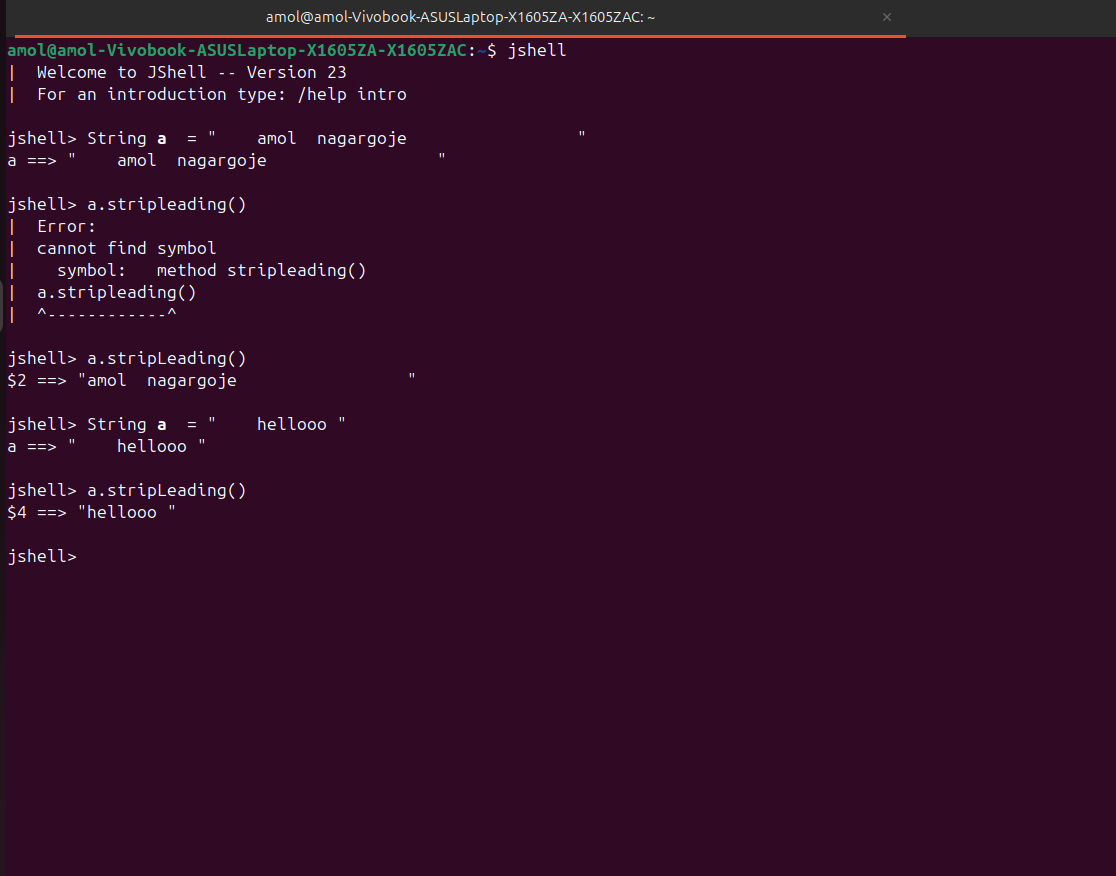 amol@amol-Vivobook-ASUSLaptop-X1605ZA-X1605ZAC: ~ ×
amol@amol-Vivobook-ASUSLaptop-X1605ZA-X1605ZAC:~$ jshell
|  Welcome to JShell -- Version 23
|  For an introduction type: /help intro

jshell> String a  = "    amol  nagargoje                 "
a ==> "    amol  nagargoje                 "

jshell> a.stripleading()
|  Error:
|  cannot find symbol
|    symbol:   method stripleading()
|  a.stripleading()
|  ^------------^

jshell> a.stripLeading()
$2 ==> "amol  nagargoje                 "

jshell> String a  = "    hellooo "
a ==> "    hellooo "

jshell> a.stripLeading()
$4 ==> "hellooo "

jshell>